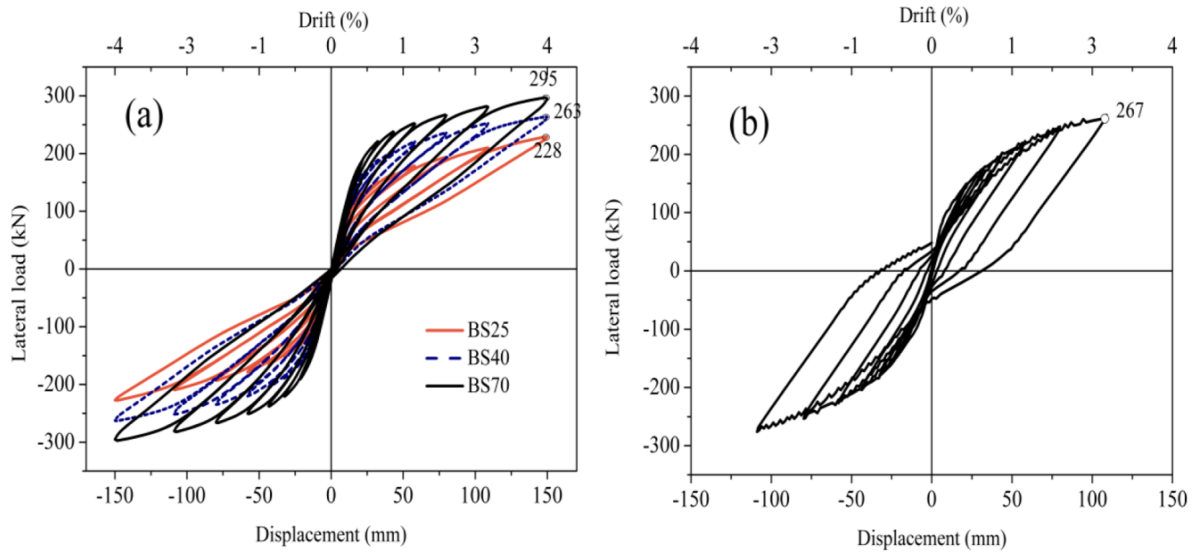 Drift (%)
-4 -3 -1 0 1 3 4
(a)
295
263
228
300
200
100
0
-100
-200
-300
Lateral load (kN)
BS25
BS40
BS70
-150 -100 -50 0 50 100 150
Displacement (mm)
Drift (%)
-4 -3 -1 0 1 3 4
(b)
267
300
200
100
0
-100
-200
-300
Lateral load (kN)
-150 -100 -50 0 50 100 150
Displacement (mm)